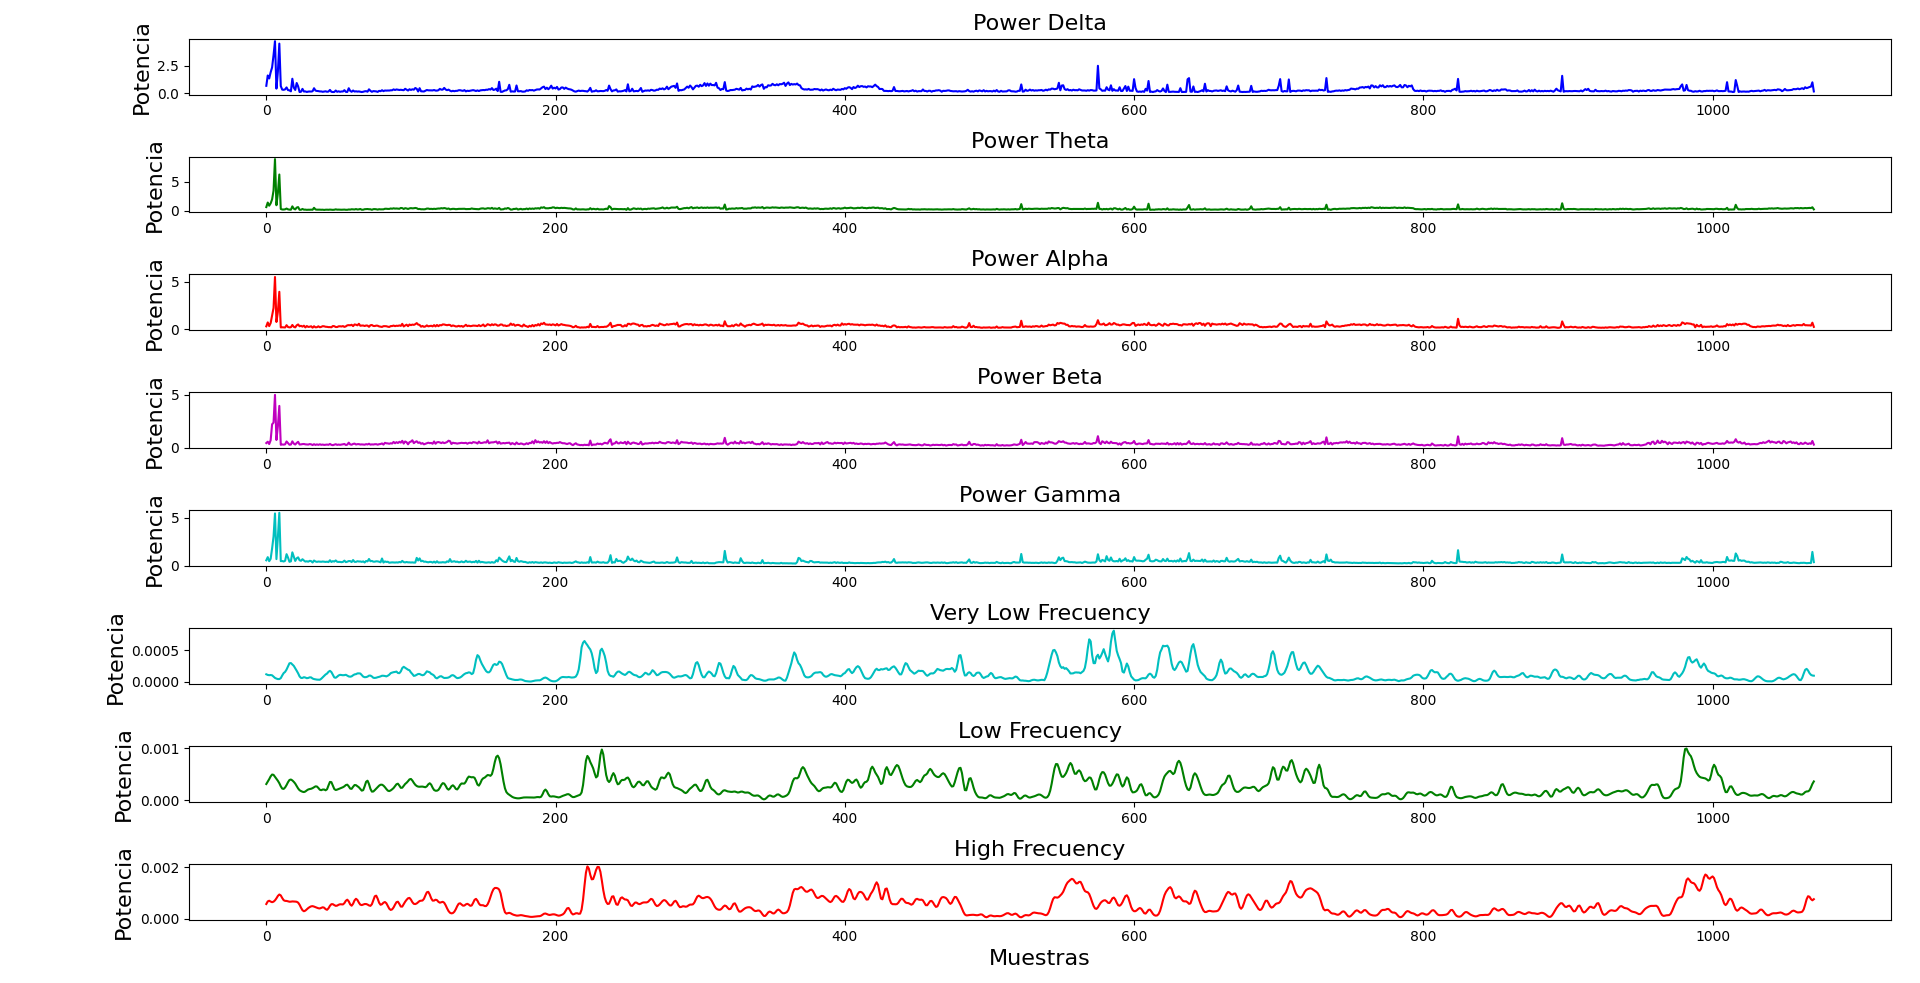 Power Delta
Potencia
2.5
0.0
0 200 400 600 800 1000
Power Theta
Potencia
5
0
0 200 400 600 800 1000
Power Alpha
Potencia
5
0
0 200 400 600 800 1000
Power Beta
Potencia
5
0
0 200 400 600 800 1000
Power Gamma
Potencia
5
0
0 200 400 600 800 1000
Very Low Frecuency
Potencia
0.0005
0.0000
0 200 400 600 800 1000
Low Frecuency
Potencia
0.001
0.000
0 200 400 600 800 1000
High Frecuency
Potencia
0.002
0.000
0 200 400 600 800 1000
Muestras